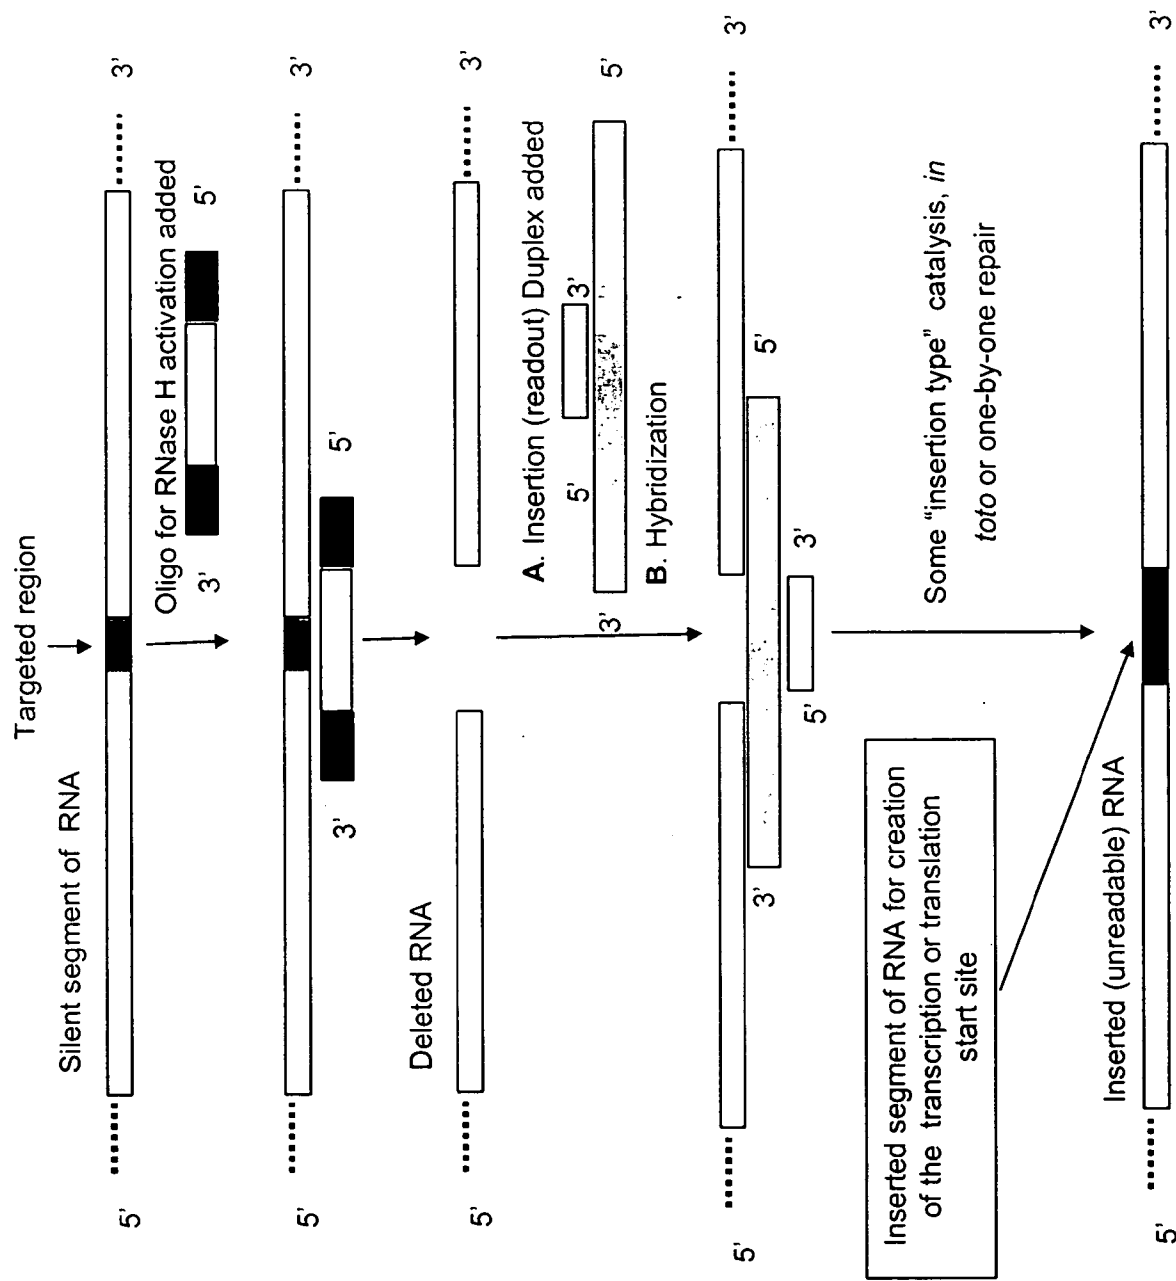 Targeted region
Silent segment of RNA
5' 3'
Oligo for RNase H activation added
3' 5'
5' 3'
3' 5'
Deleted RNA
5' 3'
A. Insertion (readout) Duplex added
5' 3'
3' 5'
B. Hybridization
5' 3'
3' 5'
5' 3'
Some “insertion type” catalysis, in
toto or one-by-one repair
Inserted segment of RNA for creation
of the transcription or translation
start site
Inserted (unreadable) RNA
5' 3'